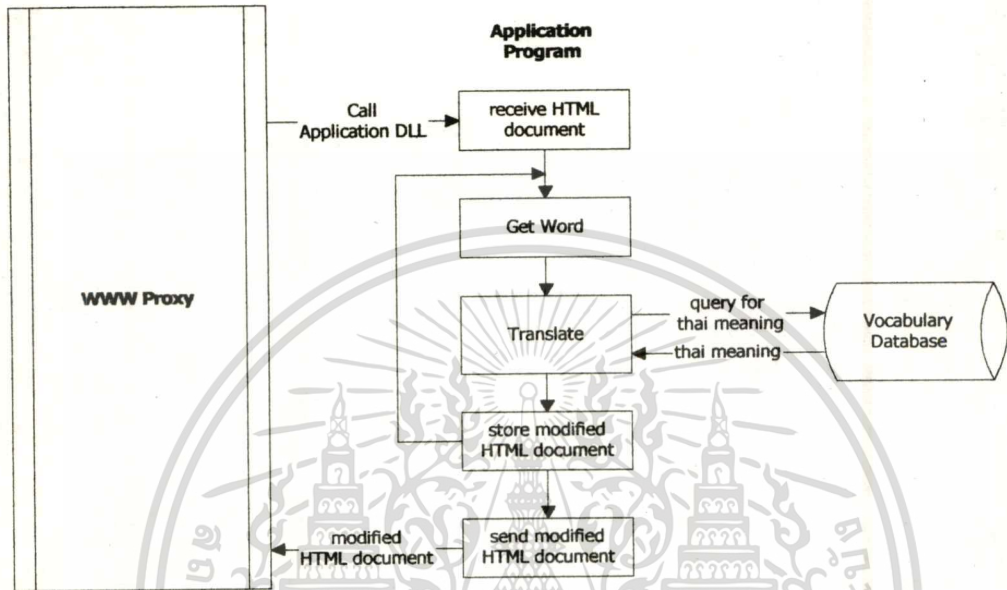 Application
Program
Call
Application DLL
receive HTML
document
Get Word
WWW Proxy
Translate
query for
thai meaning
thai meaning
Vocabulary
Database
store modified
HTML document
modified
HTML document
send modified
HTML document